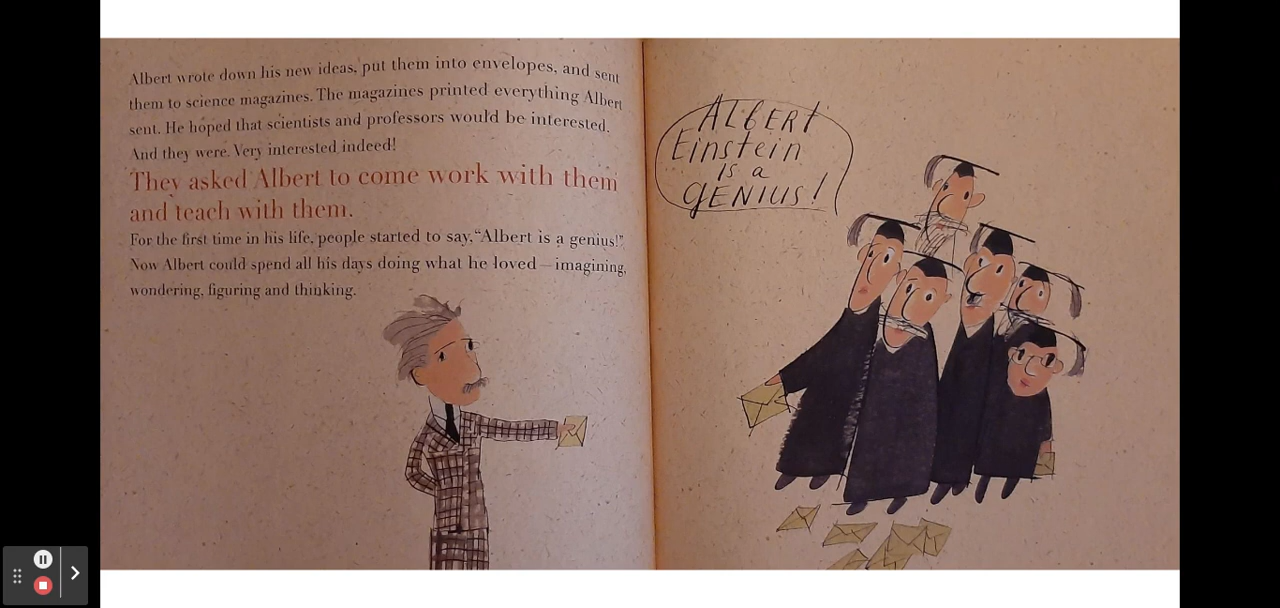 Albert wrote down his new ideas, put them into envelopes, and sent
them to science magazines. The magazines printed everything Albert
sent. He hoped that scientists and professors would be interested.
And they were. Very interested indeed!
They asked Albert to come work with them
and teach with them.
For the first time in his life, people started to say, “Albert is a genius!”
Now Albert could spend all his days doing what he loved—imagining,
wondering, figuring and thinking.
ALBERT
Einstein
IS a
GENIUS!